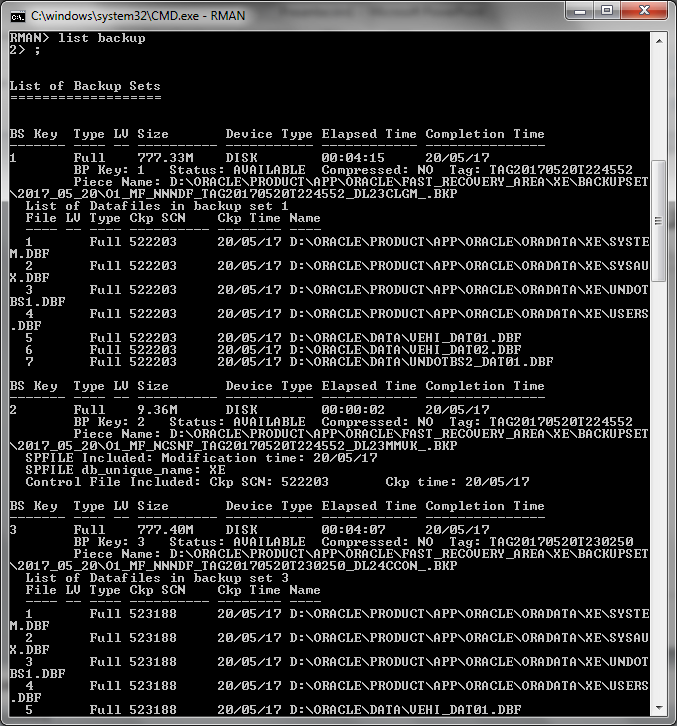 C:\windows\system32\CMD.exe - RMAN
RMAN> list backup
2> ;
List of Backup Sets
===================
BS Key  Type LV Size       Device Type Elapsed Time Completion Time
------- ---- -- ---------- ----------- ------------ ---------------
1       Full    777.33M    DISK        00:04:15     20/05/17
        BP Key: 1   Status: AVAILABLE  Compressed: NO  Tag: TAG20170520T224552
        Piece Name: D:\ORACLE\PRODUCT\APP\ORACLE\FAST_RECOVERY_AREA\XE\BACKUPSET
\2017_05_20\O1_MF_NNNDF_TAG20170520T224552_DL23CLGM_.BKP
  List of Datafiles in backup set 1
  File LV Type Ckp SCN    Ckp Time Name
  ---- -- ---- ---------- -------- ----
  1       Full 522203     20/05/17 D:\ORACLE\PRODUCT\APP\ORACLE\ORADATA\XE\SYSTE
M.DBF
  2       Full 522203     20/05/17 D:\ORACLE\PRODUCT\APP\ORACLE\ORADATA\XE\SYSAU
X.DBF
  3       Full 522203     20/05/17 D:\ORACLE\PRODUCT\APP\ORACLE\ORADATA\XE\UNDOT
BS1.DBF
  4       Full 522203     20/05/17 D:\ORACLE\PRODUCT\APP\ORACLE\ORADATA\XE\USERS
.DBF
  5       Full 522203     20/05/17 D:\ORACLE\DATA\VEHI_DAT01.DBF
  6       Full 522203     20/05/17 D:\ORACLE\DATA\VEHI_DAT02.DBF
  7       Full 522203     20/05/17 D:\ORACLE\DATA\UNDOTBS2_DAT01.DBF
BS Key  Type LV Size       Device Type Elapsed Time Completion Time
------- ---- -- ---------- ----------- ------------ ---------------
2       Full    9.36M      DISK        00:00:02     20/05/17
        BP Key: 2   Status: AVAILABLE  Compressed: NO  Tag: TAG20170520T224552
        Piece Name: D:\ORACLE\PRODUCT\APP\ORACLE\FAST_RECOVERY_AREA\XE\BACKUPSET
\2017_05_20\O1_MF_NCSNF_TAG20170520T224552_DL23MMVK_.BKP
  SPFILE Included: Modification time: 20/05/17
  SPFILE db_unique_name: XE
  Control File Included: Ckp SCN: 522203       Ckp time: 20/05/17
BS Key  Type LV Size       Device Type Elapsed Time Completion Time
------- ---- -- ---------- ----------- ------------ ---------------
3       Full    777.40M    DISK        00:04:07     20/05/17
        BP Key: 3   Status: AVAILABLE  Compressed: NO  Tag: TAG20170520T230250
        Piece Name: D:\ORACLE\PRODUCT\APP\ORACLE\FAST_RECOVERY_AREA\XE\BACKUPSET
\2017_05_20\O1_MF_NNNDF_TAG20170520T230250_DL24CCON_.BKP
  List of Datafiles in backup set 3
  File LV Type Ckp SCN    Ckp Time Name
  ---- -- ---- ---------- -------- ----
  1       Full 523188     20/05/17 D:\ORACLE\PRODUCT\APP\ORACLE\ORADATA\XE\SYSTE
M.DBF
  2       Full 523188     20/05/17 D:\ORACLE\PRODUCT\APP\ORACLE\ORADATA\XE\SYSAU
X.DBF
  3       Full 523188     20/05/17 D:\ORACLE\PRODUCT\APP\ORACLE\ORADATA\XE\UNDOT
BS1.DBF
  4       Full 523188     20/05/17 D:\ORACLE\PRODUCT\APP\ORACLE\ORADATA\XE\USERS
.DBF
  5       Full 523188     20/05/17 D:\ORACLE\DATA\VEHI_DAT01.DBF